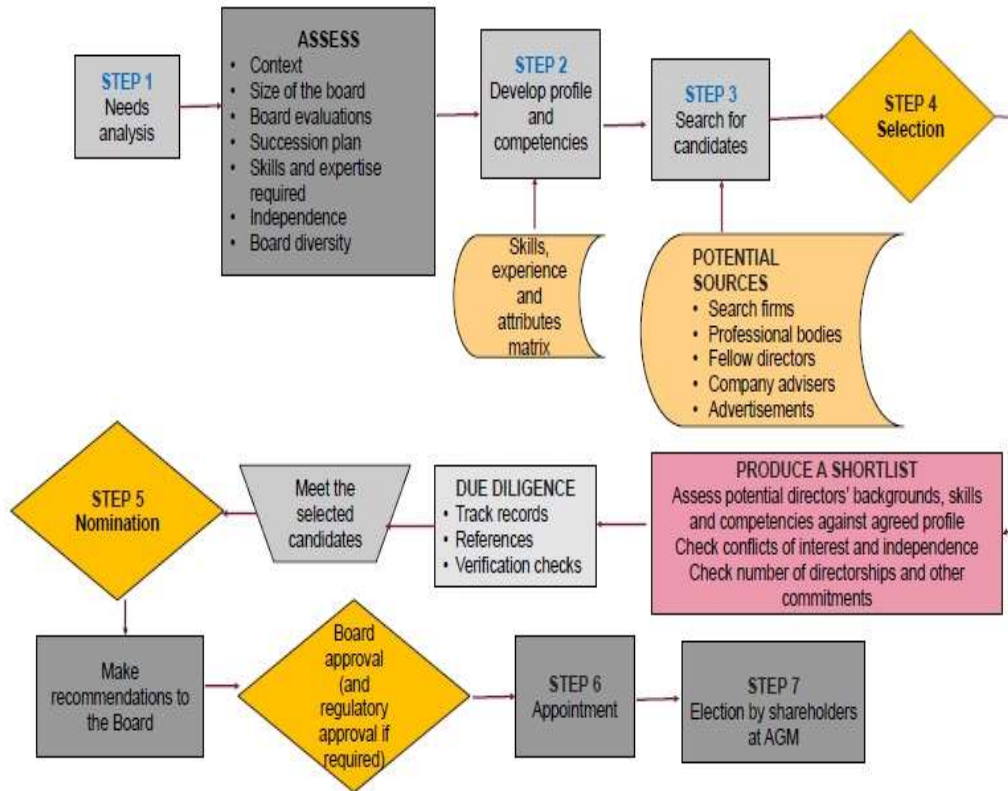 STEP 1
Needs
analysis
ASSESS
• Context
• Size of the board
• Board evaluations
• Succession plan
• Skills and expertise
required
• Independence
• Board diversity
STEP 2
Develop profile
and
competencies
Skills,
experience
and
attributes
matrix
STEP 3
Search for
candidates
POTENTIAL
SOURCES
• Search firms
• Professional bodies
• Fellow directors
• Company advisers
• Advertisements
STEP 4
Selection
PRODUCE A SHORTLIST
Assess potential directors' backgrounds, skills
and competencies against agreed profile
Check conflicts of interest and independence
Check number of directorships and other
commitments
DUE DILIGENCE
• Track records
• References
• Verification checks
Meet the
selected
candidates
STEP 5
Nomination
Make
recommendations to
the Board
Board
approval
(and
regulatory
approval if
required)
STEP 6
Appointment
STEP 7
Election by shareholders
at AGM